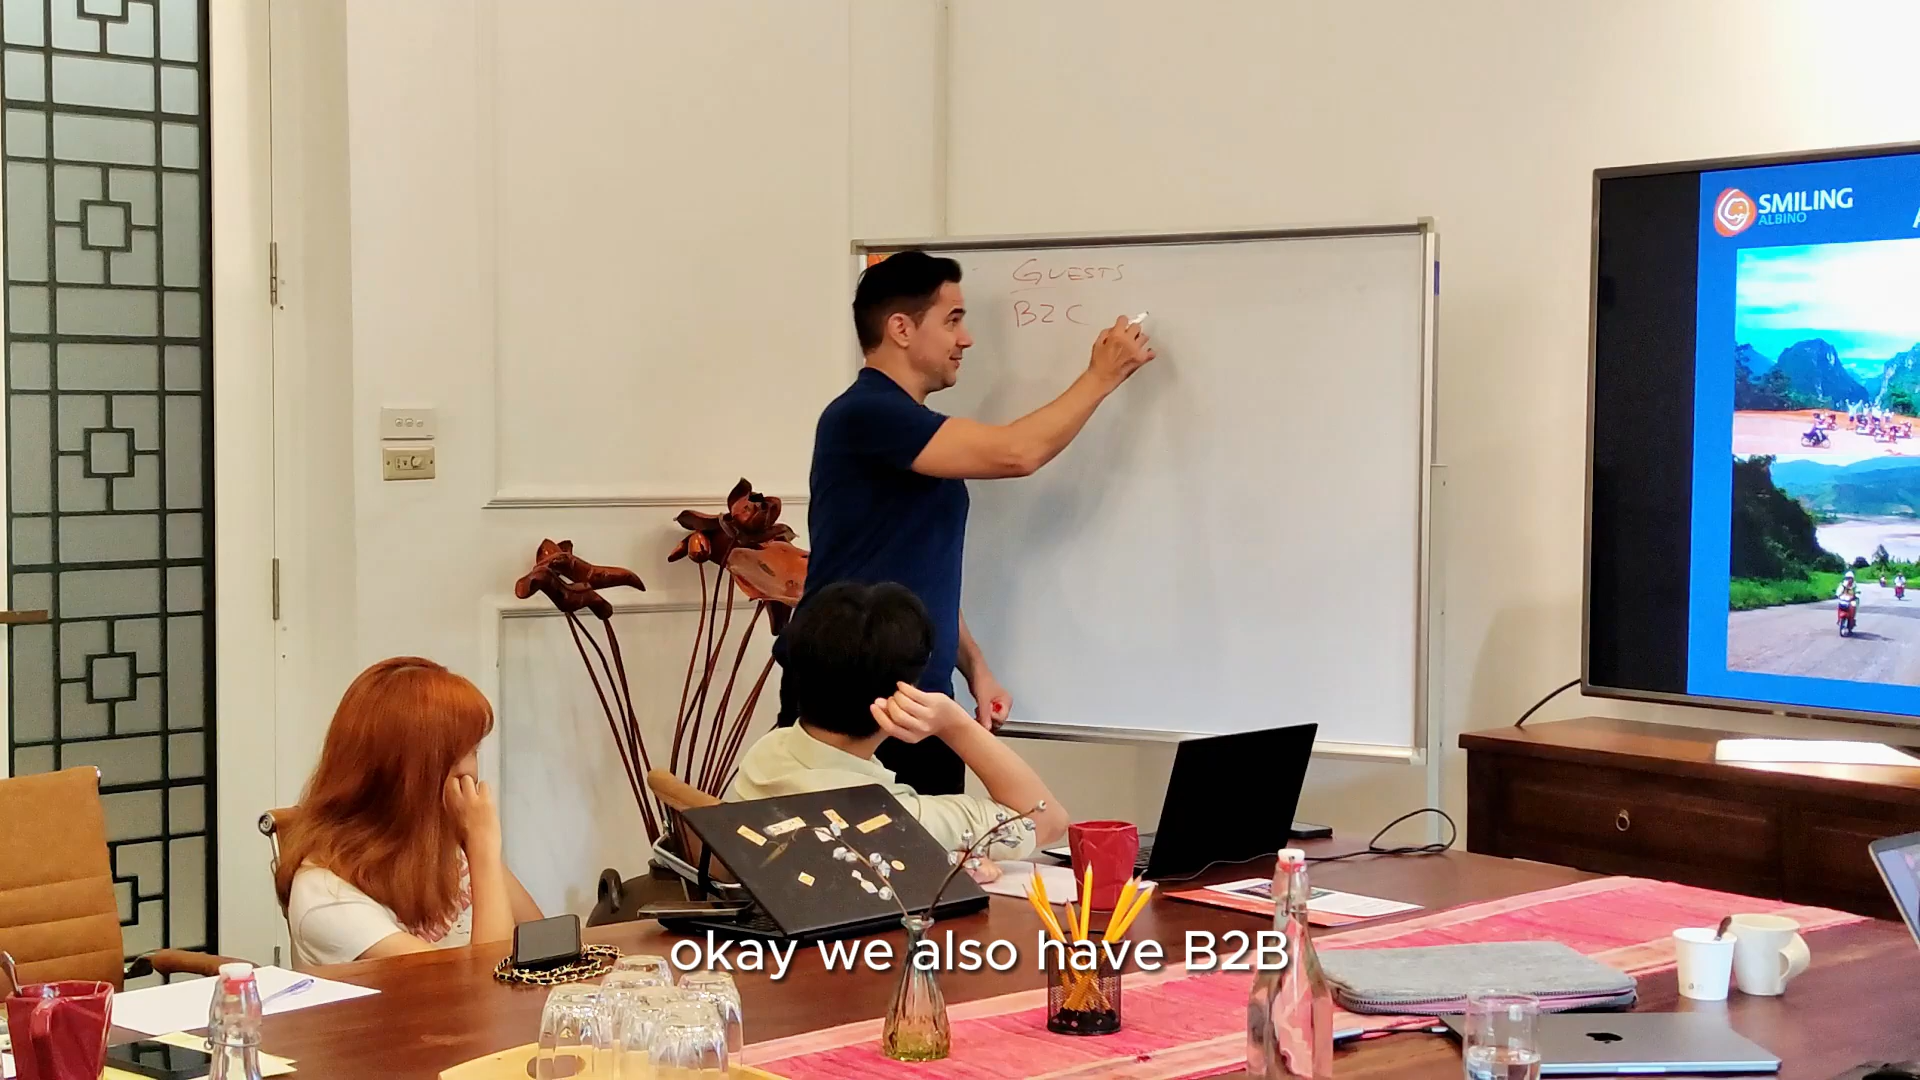 GUESTS
B2C
SMILING
ALBINO
okay we also have B2B